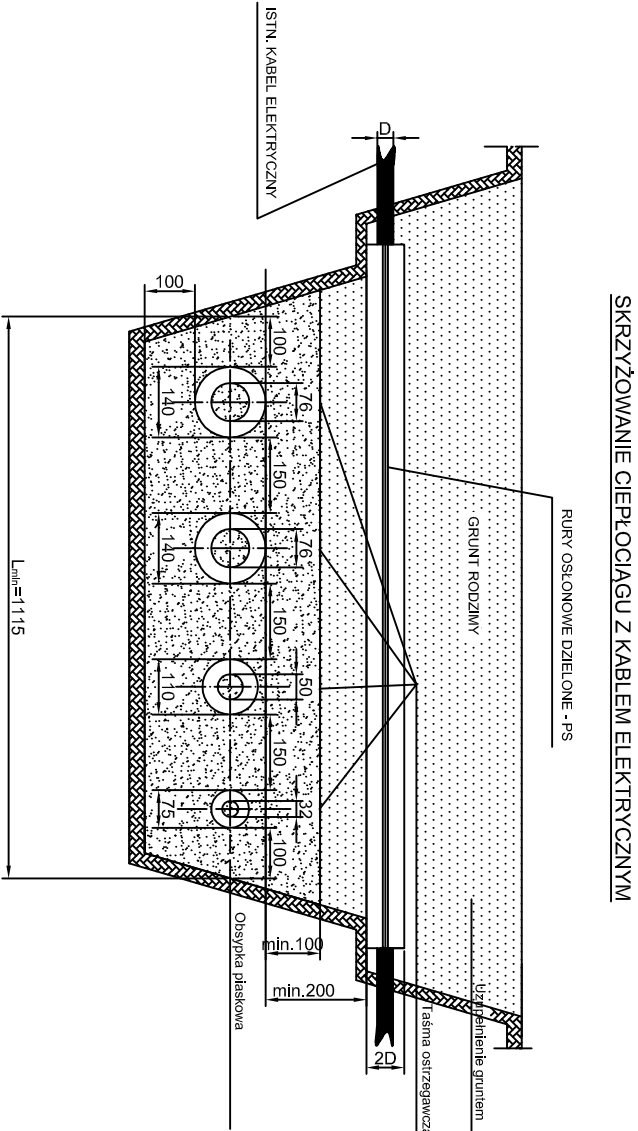 SKRZYŻOWANIE CIEPŁOCIĄGU Z KABLEM ELEKTRYCZNYM
ISTN. KABEL ELEKTRYCZNY
RURY OSŁONOWE DZIELONE - PS
GRUNT RODZIMY
Uzupełnienie gruntem
Taśma ostrzegawcza
Obsypka piaskowa
D
2D
min.100
min.200
100
100
76
150
76
150
50
150
32
100
140
140
110
75
Lmin=1115